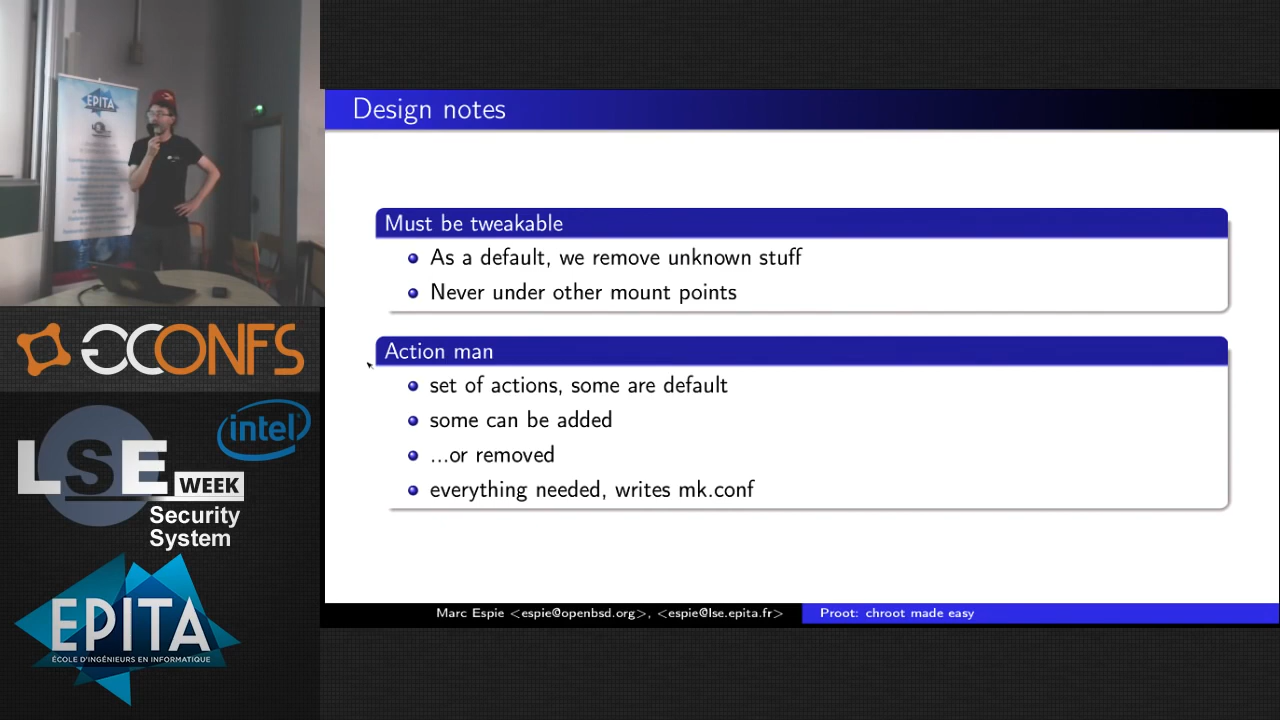 EPITA
GCONFS
intel
LSE
WEEK
Security
System
EPITA
ÉCOLE D'INGÉNIEURS EN INFORMATIQUE
Design notes
Must be tweakable
As a default, we remove unknown stuff
Never under other mount points
Action man
set of actions, some are default
some can be added
...or removed
everything needed, writes mk.conf
Marc Espie <espie@openbsd.org>, <espie@lse.epita.fr>
Proot: chroot made easy